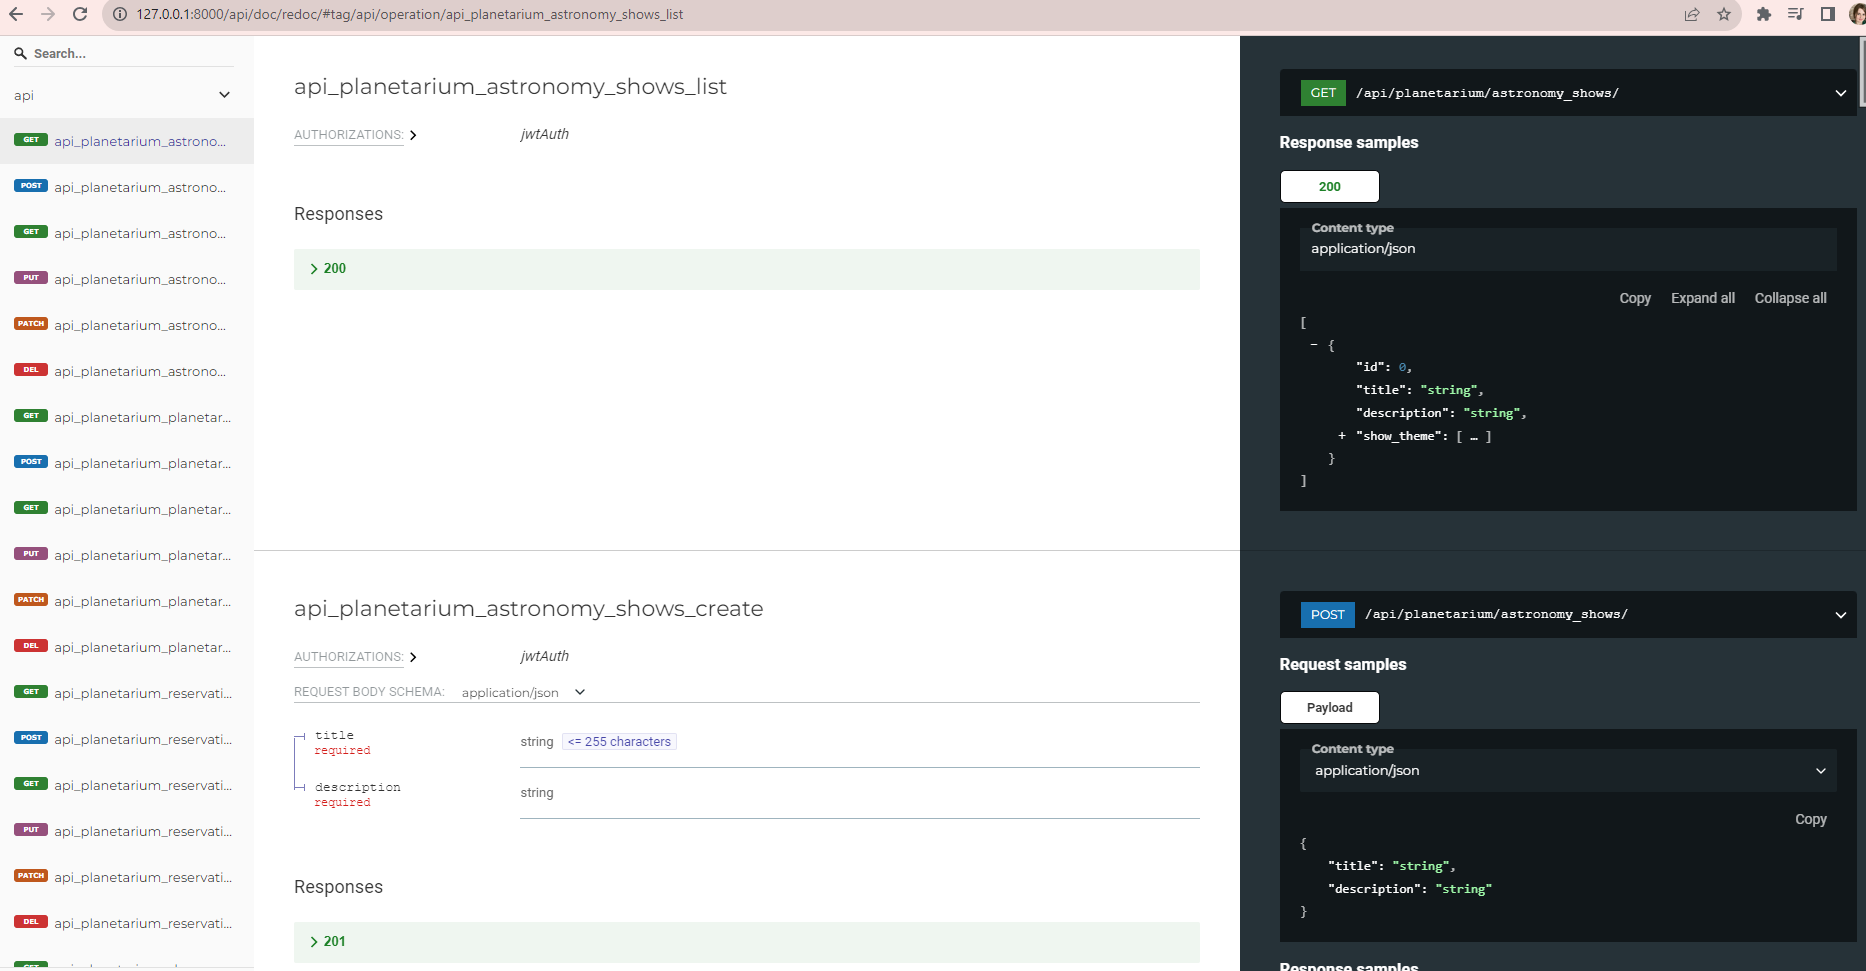 127.0.0.1:8000/api/doc/redoc/#tag/api/operation/api_planetarium_astronomy_shows_list
Search...
api
GET api_planetarium_astrono...
POST api_planetarium_astrono...
GET api_planetarium_astrono...
PUT api_planetarium_astrono...
PATCH api_planetarium_astrono...
DEL api_planetarium_astrono...
GET api_planetarium_planetar...
POST api_planetarium_planetar...
GET api_planetarium_planetar...
PUT api_planetarium_planetar...
PATCH api_planetarium_planetar...
DEL api_planetarium_planetar...
GET api_planetarium_reservati...
POST api_planetarium_reservati...
GET api_planetarium_reservati...
PUT api_planetarium_reservati...
PATCH api_planetarium_reservati...
DEL api_planetarium_reservati...
GET
api_planetarium_astronomy_shows_list
AUTHORIZATIONS: jwtAuth
Responses
200
api_planetarium_astronomy_shows_create
AUTHORIZATIONS: jwtAuth
REQUEST BODY SCHEMA: application/json
title
required
string <= 255 characters
description
required
string
Responses
201
GET /api/planetarium/astronomy_shows/
Response samples
200
Content type
application/json
Copy Expand all Collapse all
[
- {
"id": 0,
"title": "string",
"description": "string",
+ "show_theme": [ … ]
}
]
POST /api/planetarium/astronomy_shows/
Request samples
Payload
Content type
application/json
Copy
{
"title": "string",
"description": "string"
}
Response samples